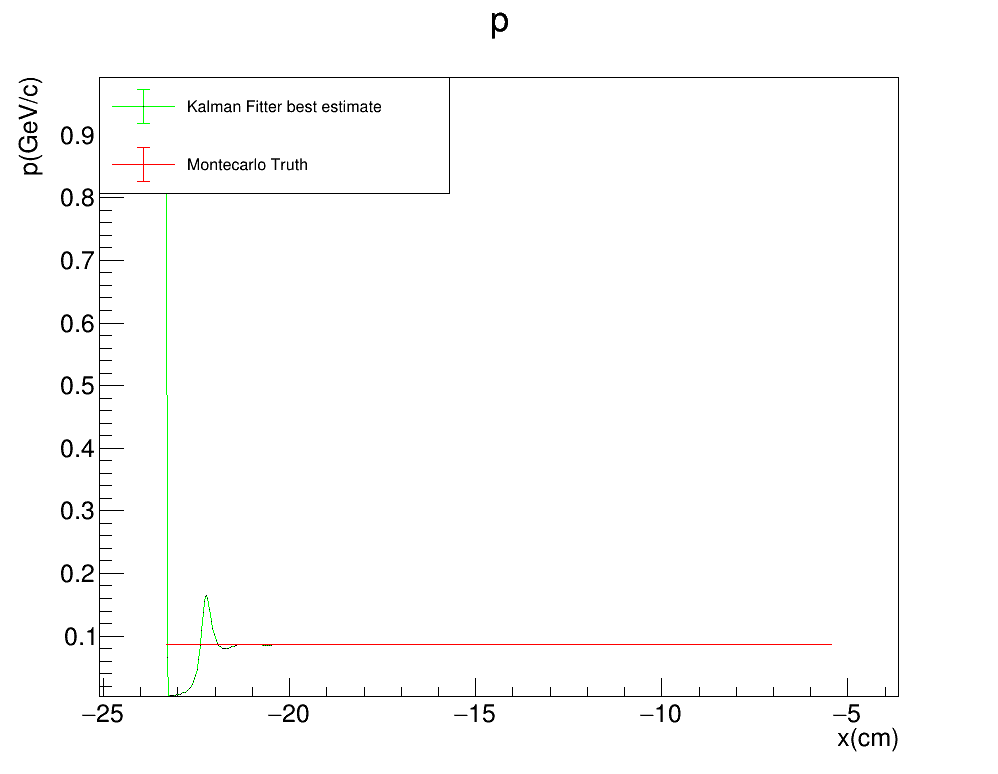 p
p(GeV/c)
Kalman Fitter best estimate
Montecarlo Truth
0.9
0.8
0.7
0.6
0.5
0.4
0.3
0.2
0.1
−25 −20 −15 −10 −5
x(cm)